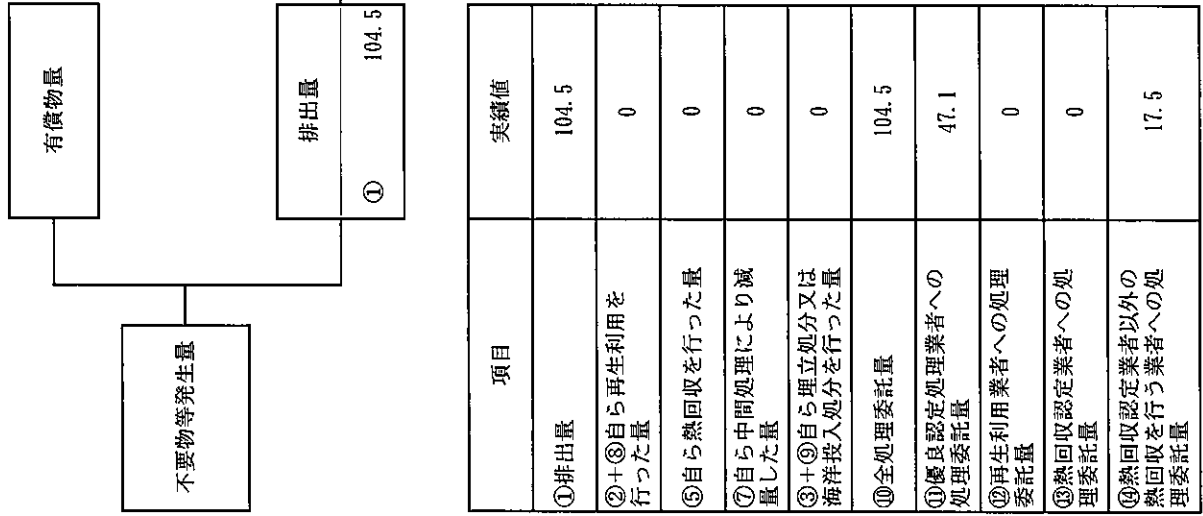 不要物等発生量
有償物量
排出量
① 104.5
項目 実績値
①排出量 104.5
②+⑧自ら再生利用を
行った量 0
⑤自ら熱回収を行った量 0
⑦自ら中間処理により減
量した量 0
③+⑨自ら埋立処分又は
海洋投入処分を行った量 0
⑩全処理委託量 104.5
⑪優良認定処理業者への
処理委託量 47.1
⑫再生利用業者への処理
委託量 0
⑬熱回収認定業者への処
理委託量 0
⑭熱回収認定業者以外の
熱回収を行う業者への処
理委託量 17.5